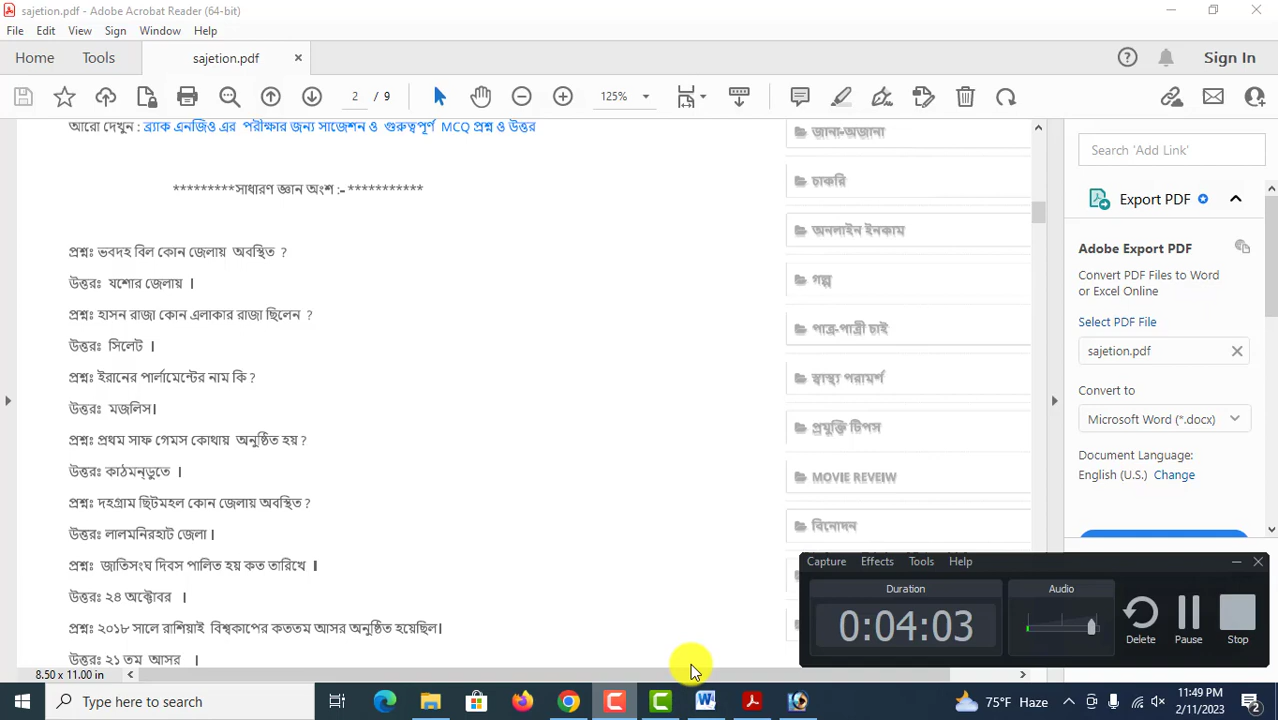 sajetion.pdf - Adobe Acrobat Reader (64-bit)
File Edit View Sign Window Help
Home Tools sajetion.pdf Sign In
2 / 9 125%
আরো দেখুন : ব্র্যাক এনজিও এর পরীক্ষার জন্য সাজেশন ও গুরুত্বপূর্ণ MCQ প্রশ্ন ও উত্তর
*********সাধারণ জ্ঞান অংশ :- ***********
প্রশ্নঃ ভবদহ বিল কোন জেলায় অবস্থিত ?
উত্তরঃ যশোর জেলায় ।
প্রশ্নঃ হাসন রাজা কোন এলাকার রাজা ছিলেন ?
উত্তরঃ সিলেট ।
প্রশ্নঃ ইরানের পার্লামেন্টের নাম কি ?
উত্তরঃ মজলিস।
প্রশ্নঃ প্রথম সাফ গেমস কোথায় অনুষ্ঠিত হয় ?
উত্তরঃ কাঠমন্ডুতে ।
প্রশ্নঃ দহগ্রাম ছিটমহল কোন জেলায় অবস্থিত ?
উত্তরঃ লালমনিরহাট জেলা ।
প্রশ্নঃ জাতিসংঘ দিবস পালিত হয় কত তারিখে ।
উত্তরঃ ২৪ অক্টোবর ।
প্রশ্নঃ ২০১৮ সালে রাশিয়াই বিশ্বকাপের কততম আসর অনুষ্ঠিত হয়েছিল।
উত্তরঃ ২১ তম আসর ।
8.50 x 11.00 in
জানা-অজানা
চাকরি
অনলাইন ইনকাম
গল্প
পাত্র-পাত্রী চাই
স্বাস্থ্য পরামর্শ
প্রযুক্তি টিপস
MOVIE REVEIW
বিনোদন
Search 'Add Link'
Export PDF
Adobe Export PDF
Convert PDF Files to Word
or Excel Online
Select PDF File
sajetion.pdf
Convert to
Microsoft Word (*.docx)
Document Language:
English (U.S.) Change
Capture Effects Tools Help
Duration Audio
0:04:03
Delete Pause Stop
Type here to search
75°F Haze
11:49 PM
2/11/2023
2